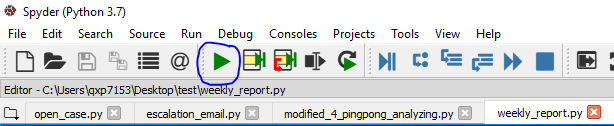 Spyder (Python 3.7)
File Edit Search Source Run Debug Consoles Projects Tools View Help
Editor - C:\Users\qxp7153\Desktop\test\weekly_report.py
open_case.py escalation_email.py modified_4_pingpong_analyzing.py weekly_report.py